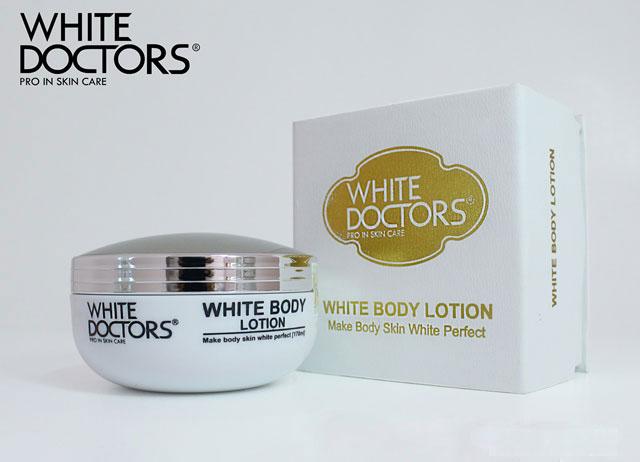 WHITE
DOCTORS®
PRO IN SKIN CARE
WHITE
DOCTORS®
PRO IN SKIN CARE
WHITE BODY LOTION
Make Body Skin White Perfect
WHITE BODY LOTION
WHITE
DOCTORS®
PRO IN SKIN CARE
WHITE BODY
LOTION
Make body skin white perfect [170ml]